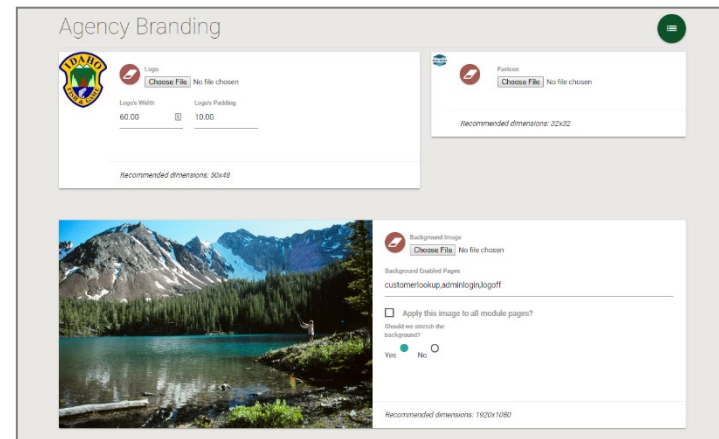 Agency Branding
IDAHO
FISH & GAME
Logo
Choose File No file chosen
Logo's Width Logo's Padding
60.00 10.00
Recommended dimensions: 50x48
Favicon
Choose File No file chosen
Recommended dimensions: 32x32
Background Image
Choose File No file chosen
Background Enabled Pages
customerlookup,adminlogin,logoff
Apply this image to all module pages?
Should we stretch the
background?
Yes No
Recommended dimensions: 1920x1080